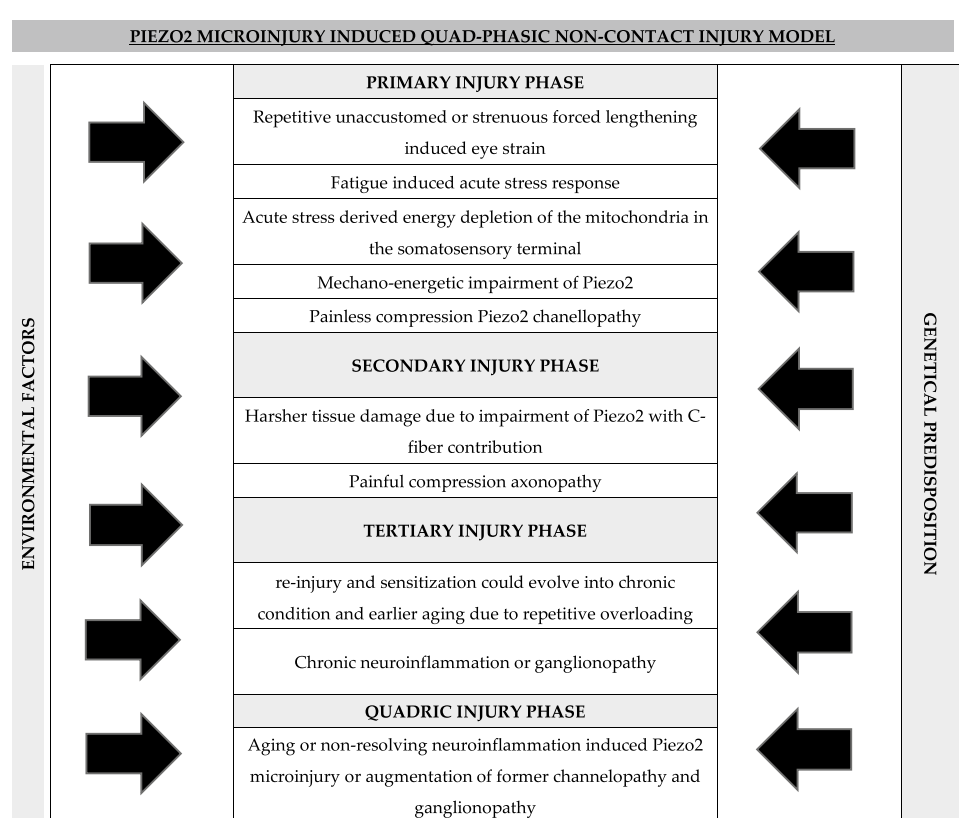 PIEZO2 MICROINJURY INDUCED QUAD-PHASIC NON-CONTACT INJURY MODEL
ENVIRONMENTAL FACTORS
PRIMARY INJURY PHASE
Repetitive unaccustomed or strenuous forced lengthening
induced eye strain
Fatigue induced acute stress response
Acute stress derived energy depletion of the mitochondria in
the somatosensory terminal
Mechano-energetic impairment of Piezo2
Painless compression Piezo2 chanellopathy
SECONDARY INJURY PHASE
Harsher tissue damage due to impairment of Piezo2 with C-
fiber contribution
Painful compression axonopathy
TERTIARY INJURY PHASE
re-injury and sensitization could evolve into chronic
condition and earlier aging due to repetitive overloading
Chronic neuroinflammation or ganglionopathy
QUADRIC INJURY PHASE
Aging or non-resolving neuroinflammation induced Piezo2
microinjury or augmentation of former channelopathy and
ganglionopathy
GENETICAL PREDISPOSITION